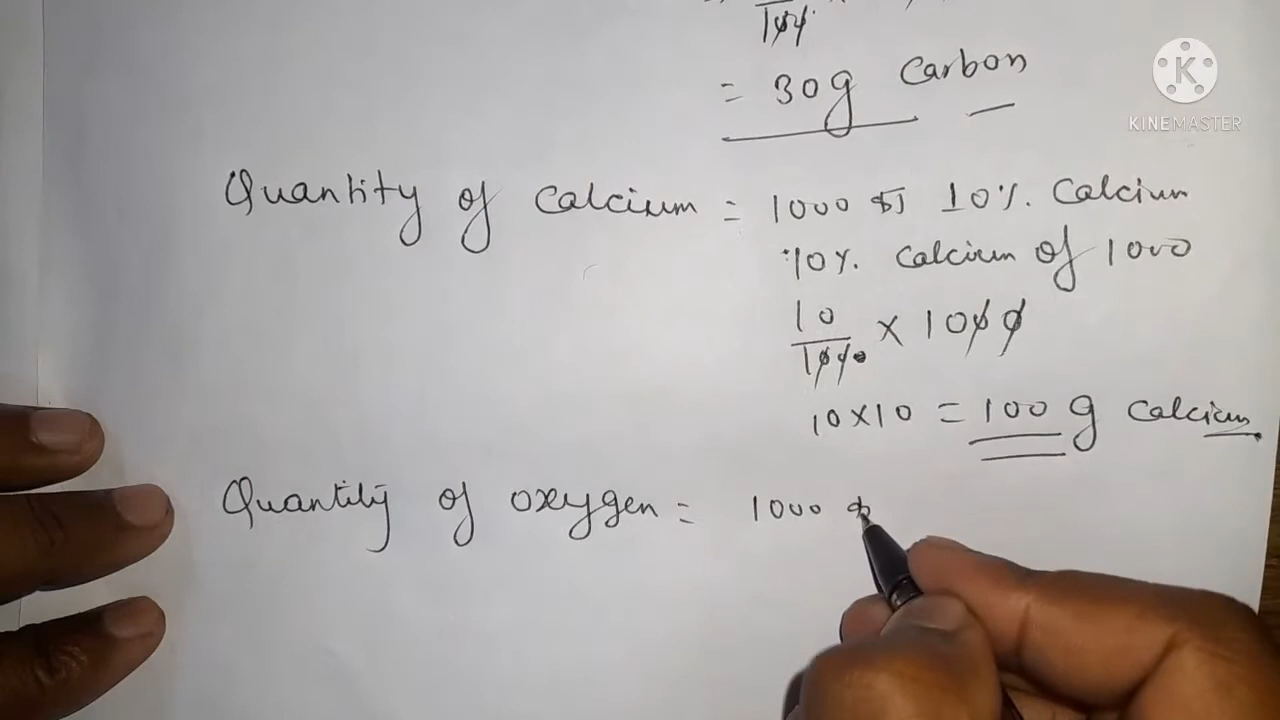 100
= 30g Carbon
KINEMASTER
Quantity of calcium = 1000 का 10%. Calcium
10%. calcium of 1000
10
100 × 1000
10×10 = 100 g calcium
Quantity of oxygen = 1000